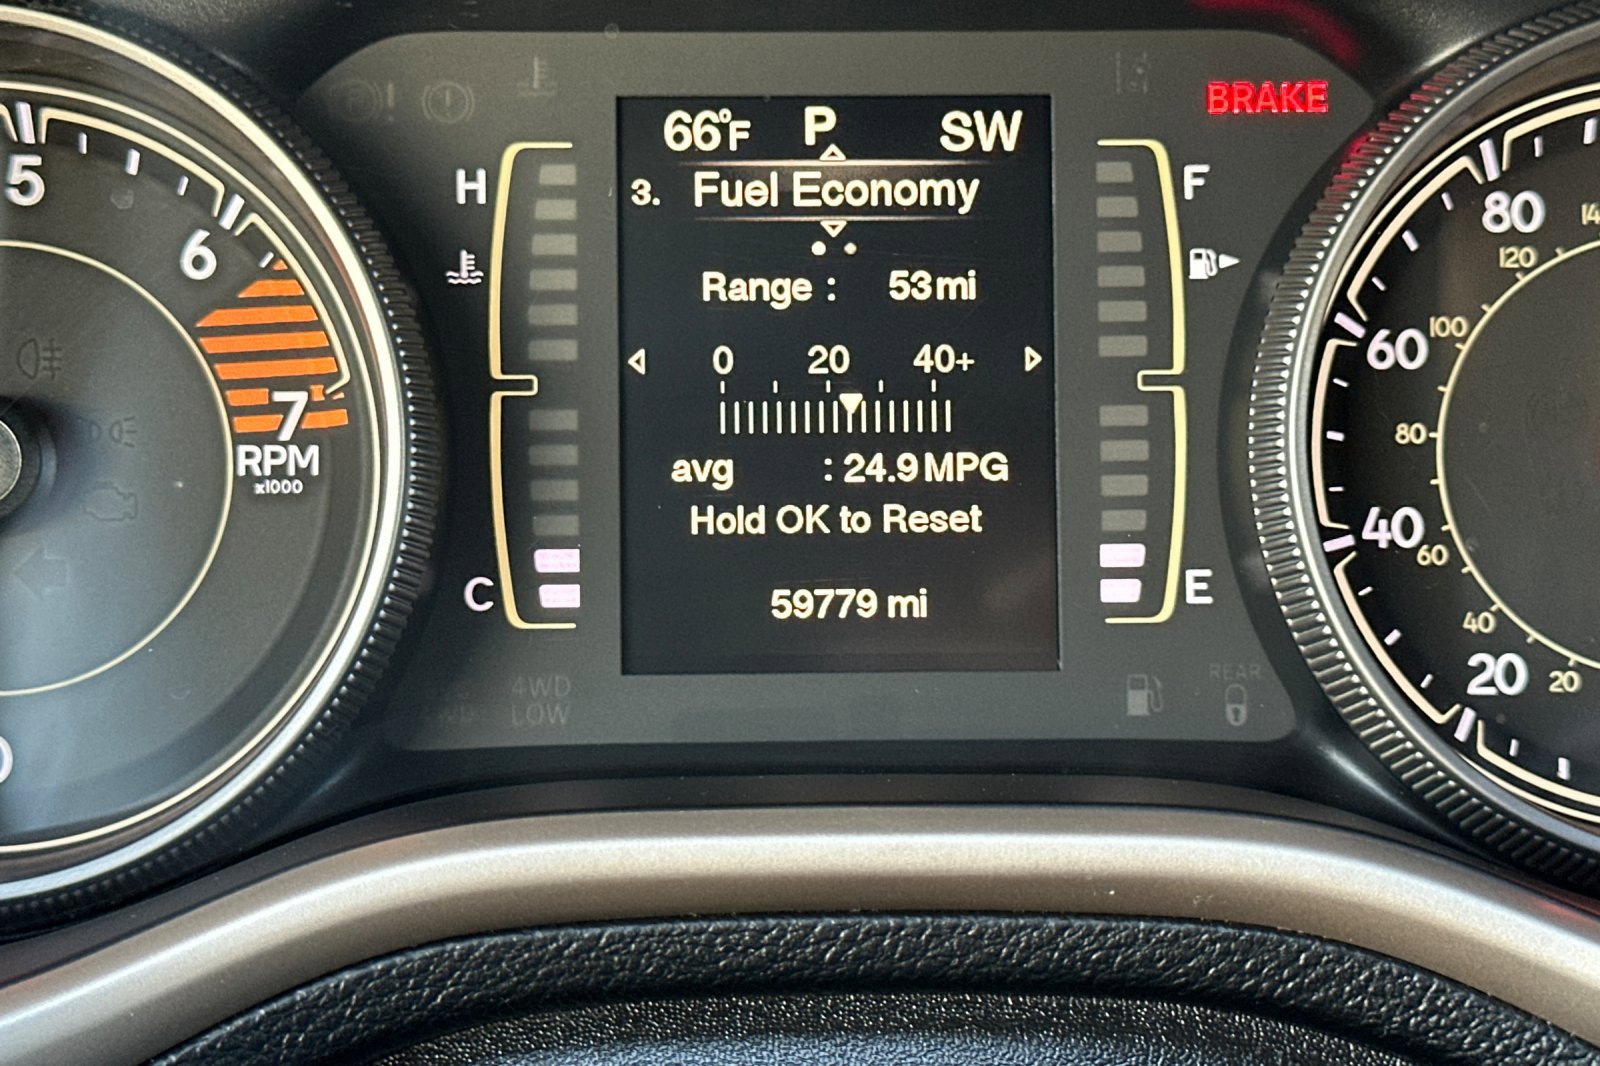 BRAKE
66°F P SW
3. Fuel Economy
Range : 53 mi
0 20 40+
avg : 24.9 MPG
Hold OK to Reset
59779 mi
H
C
F
E
5
6
7
RPM
x1000
0
4WD
LOW
REAR
80
60
40
20
120
100
80
60
40
20